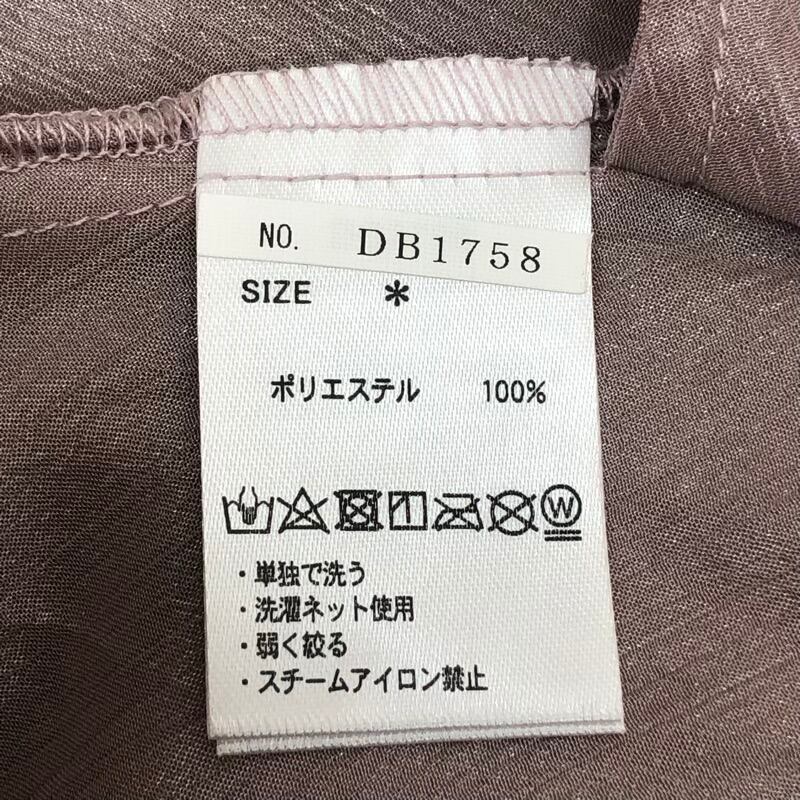 NO. DB1758
SIZE *
ポリエステル 100%
W
・単独で洗う
・洗濯ネット使用
・弱く絞る
・スチームアイロン禁止